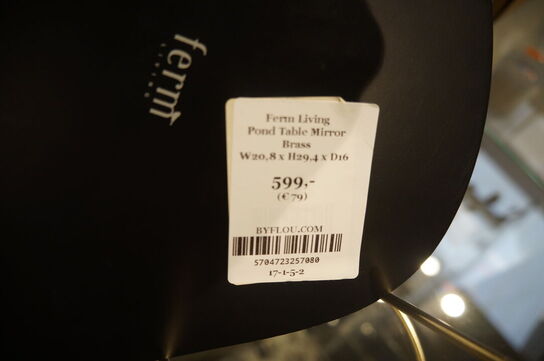 ferm
LIVING
Ferm Living
Pond Table Mirror
Brass
W20,8 x H29,4 x D16
599,-
(€79)
BYFLOU.COM
5704723257080
17-1-5-2